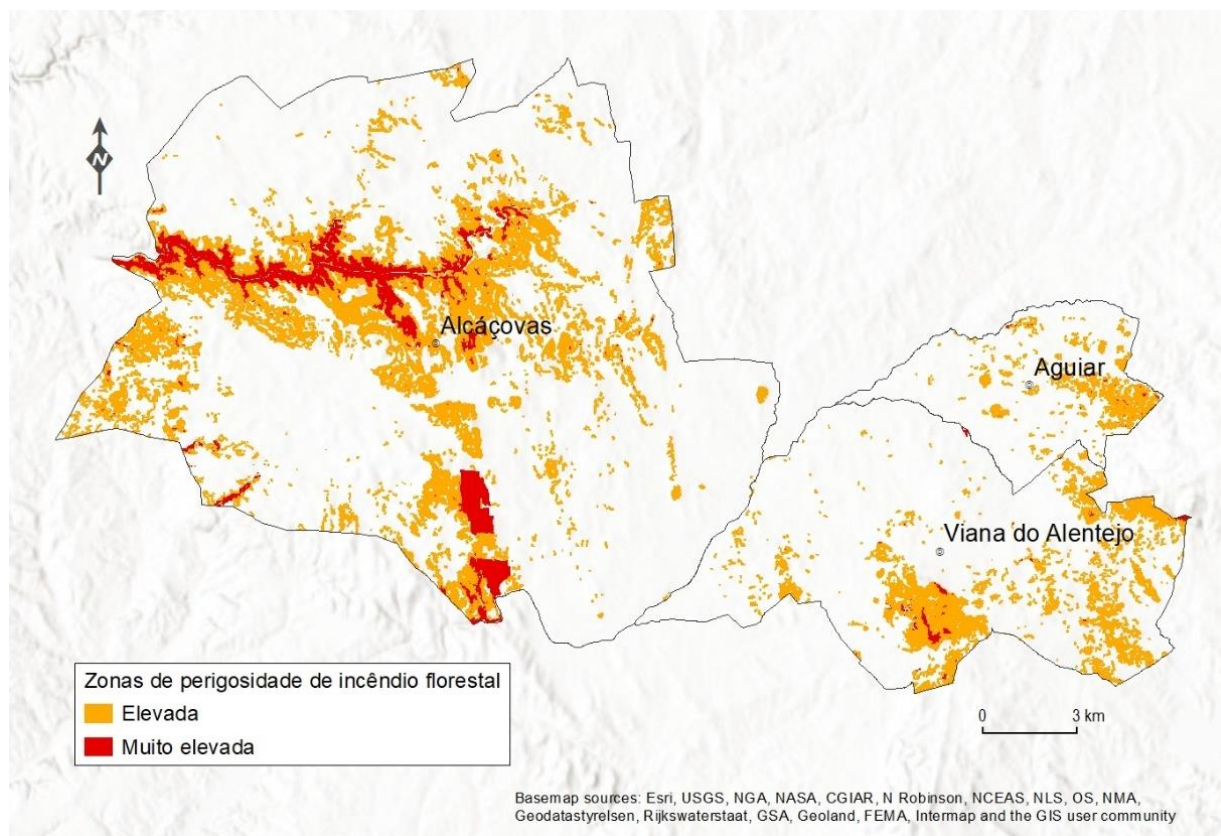 N
Alcáçovas
Aguiar
Viana do Alentejo
Zonas de perigosidade de incêndio florestal
Elevada
Muito elevada
0 3 km
Basemap sources: Esri, USGS, NGA, NASA, CGIAR, N Robinson, NCEAS, NLS, OS, NMA,
Geodatastyrelsen, Rijkswaterstaat, GSA, Geoland, FEMA, Intermap and the GIS user community